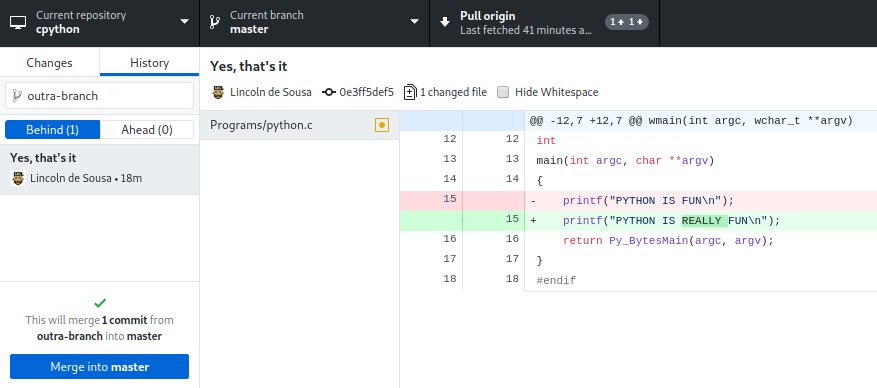 Current repository
cpython
Current branch
master
Pull origin
Last fetched 41 minutes a...
1 1
Changes
History
outra-branch
Behind (1)
Ahead (0)
Yes, that's it
Lincoln de Sousa • 18m
This will merge 1 commit from
outra-branch into master
Merge into master
Yes, that's it
Lincoln de Sousa 0e3ff5def5 1 changed file Hide Whitespace
Programs/python.c
@@ -12,7 +12,7 @@ wmain(int argc, wchar_t **argv)
12 12 int
13 13 main(int argc, char **argv)
14 14 {
15 - printf("PYTHON IS FUN\n");
15 + printf("PYTHON IS REALLY FUN\n");
16 16 return Py_BytesMain(argc, argv);
17 17 }
18 18 #endif